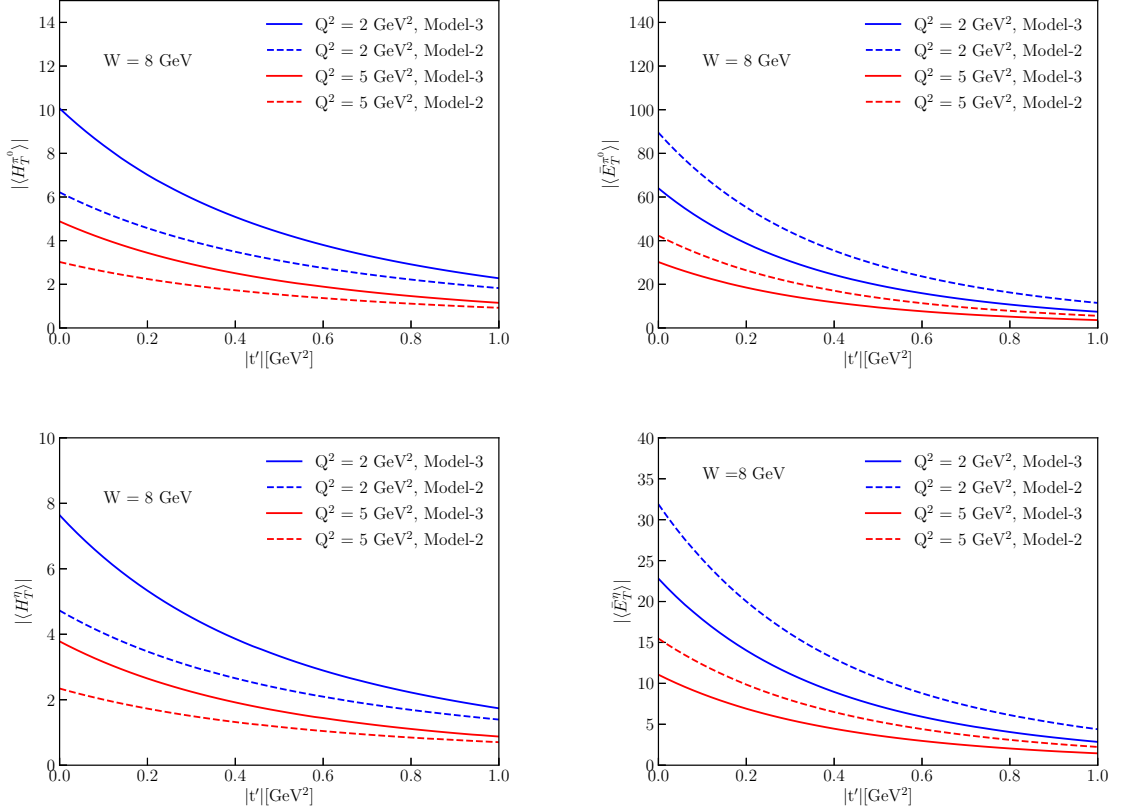 14
12
10
8
6
4
2
0
|⟨H_T^{π^0}⟩|
W = 8 GeV
Q² = 2 GeV², Model-3
Q² = 2 GeV², Model-2
Q² = 5 GeV², Model-3
Q² = 5 GeV², Model-2
0.0 0.2 0.4 0.6 0.8 1.0
|t′|[GeV²]
140
120
100
80
60
40
20
0
|⟨Ē_T^{π^0}⟩|
W = 8 GeV
Q² = 2 GeV², Model-3
Q² = 2 GeV², Model-2
Q² = 5 GeV², Model-3
Q² = 5 GeV², Model-2
0.0 0.2 0.4 0.6 0.8 1.0
|t′|[GeV²]
10
8
6
4
2
0
|⟨H_T^η⟩|
W = 8 GeV
Q² = 2 GeV², Model-3
Q² = 2 GeV², Model-2
Q² = 5 GeV², Model-3
Q² = 5 GeV², Model-2
0.0 0.2 0.4 0.6 0.8 1.0
|t′|[GeV²]
40
35
30
25
20
15
10
5
0
|⟨Ē_T^η⟩|
W =8 GeV
Q² = 2 GeV², Model-3
Q² = 2 GeV², Model-2
Q² = 5 GeV², Model-3
Q² = 5 GeV², Model-2
0.0 0.2 0.4 0.6 0.8 1.0
|t′|[GeV²]